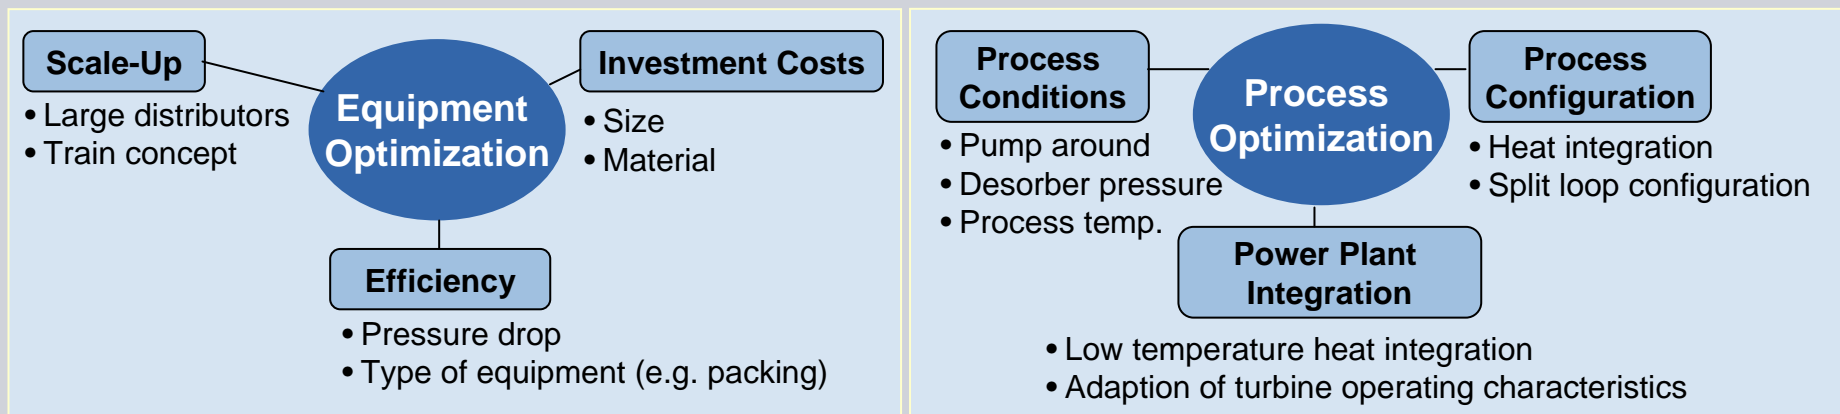 Scale-Up
• Large distributors
• Train concept
Equipment
Optimization
Investment Costs
• Size
• Material
Efficiency
• Pressure drop
• Type of equipment (e.g. packing)
Process
Conditions
• Pump around
• Desorber pressure
• Process temp.
Process
Optimization
Process
Configuration
• Heat integration
• Split loop configuration
Power Plant
Integration
• Low temperature heat integration
• Adaption of turbine operating characteristics